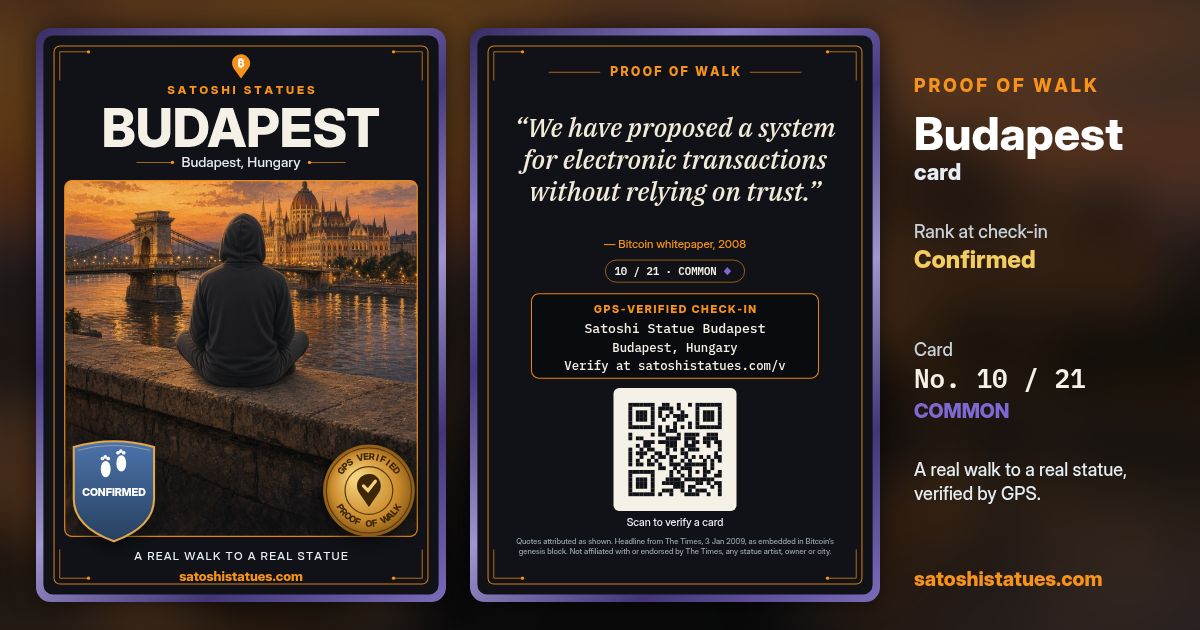 SATOSHI STATUES
BUDAPEST
Budapest, Hungary
CONFIRMED
GPS VERIFIED
PROOF OF WALK
A REAL WALK TO A REAL STATUE
satoshistatues.com
PROOF OF WALK
“We have proposed a system
for electronic transactions
without relying on trust.”
— Bitcoin whitepaper, 2008
10 / 21 · COMMON
GPS-VERIFIED CHECK-IN
Satoshi Statue Budapest
Budapest, Hungary
Verify at satoshistatues.com/v
Scan to verify a card
Quotes attributed as shown. Headline from The Times, 3 Jan 2009, as embedded in Bitcoin's
genesis block. Not affiliated with or endorsed by The Times, any statue artist, owner or city.
PROOF OF WALK
Budapest
card
Rank at check-in
Confirmed
Card
No. 10 / 21
COMMON
A real walk to a real statue,
verified by GPS.
satoshistatues.com